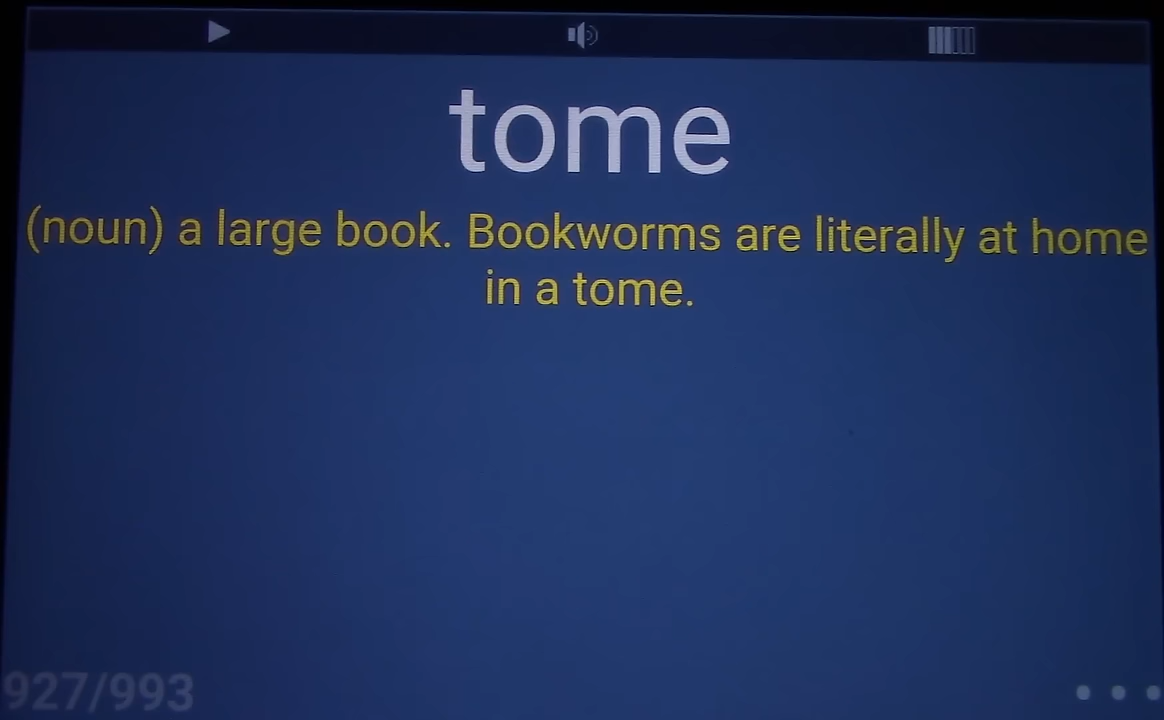 tome
(noun) a large book. Bookworms are literally at home
in a tome.
927/993